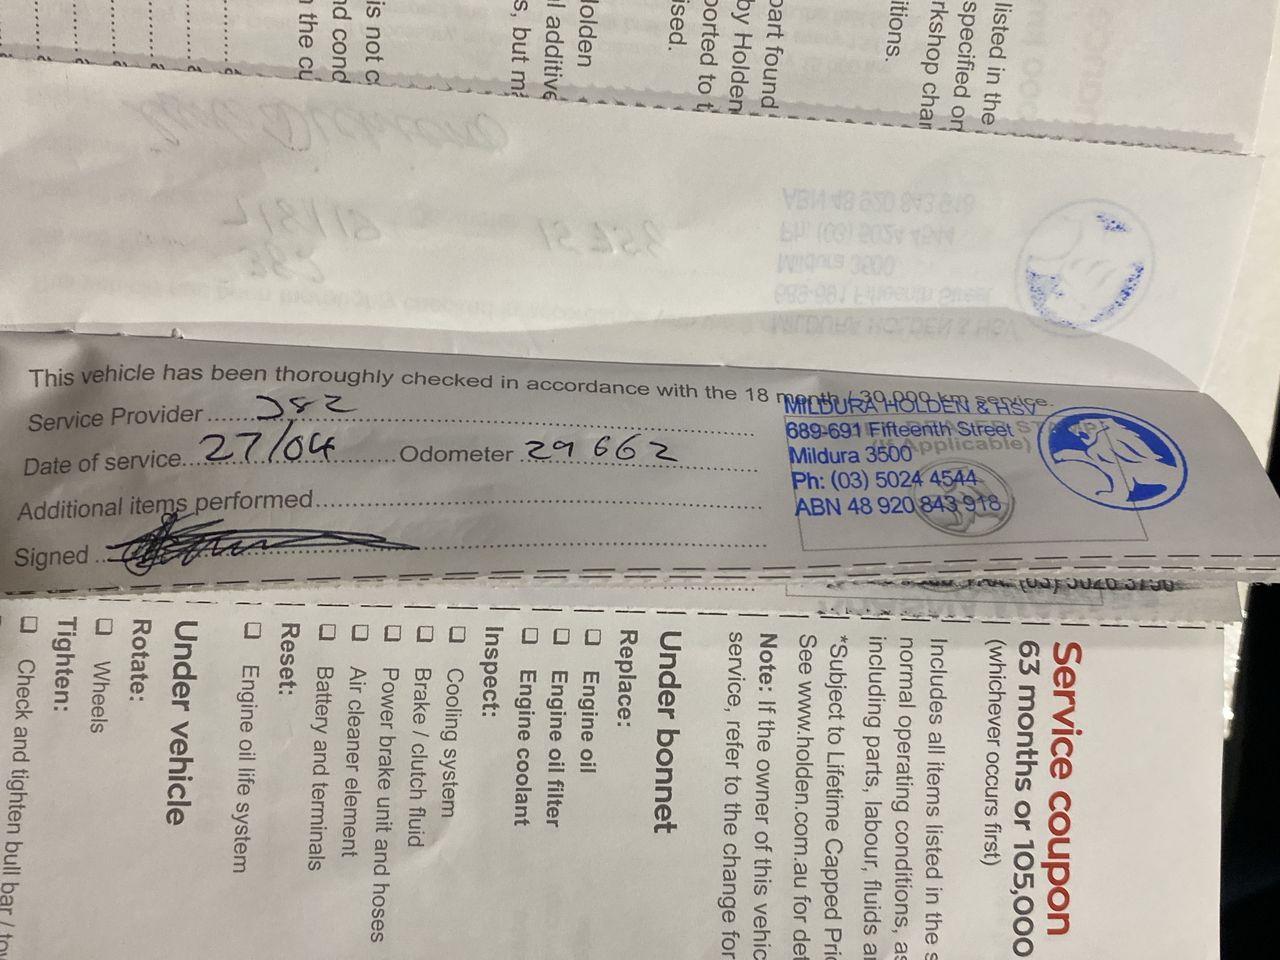 listed in the
specified on
rkshop char
itions.
part found
by Holden
ported to t
ised.
Holden
l additive
s, but m
is not c
nd cond
n the cu
This vehicle has been thoroughly checked in accordance with the 18 month / 30,000 km service.
Service Provider
Date of service 27/04 Odometer 29 662
Additional items performed
Signed
(If Applicable)
MILDURA HOLDEN & HSV
689-691 Fifteenth Street
Mildura 3500
Ph: (03) 5024 4544
ABN 48 920 843 918
Service coupon
63 months or 105,000
(whichever occurs first)
Includes all items listed in the s
normal operating conditions, as
including parts, labour, fluids a
*Subject to Lifetime Capped Pric
See www.holden.com.au for det
Note: If the owner of this vehic
service, refer to the change for
Under bonnet
Replace:
Engine oil
Engine oil filter
Engine coolant
Inspect:
Cooling system
Brake / clutch fluid
Power brake unit and hoses
Air cleaner element
Battery and terminals
Reset:
Engine oil life system
Under vehicle
Rotate:
Wheels
Tighten:
Check and tighten bull bar / tow